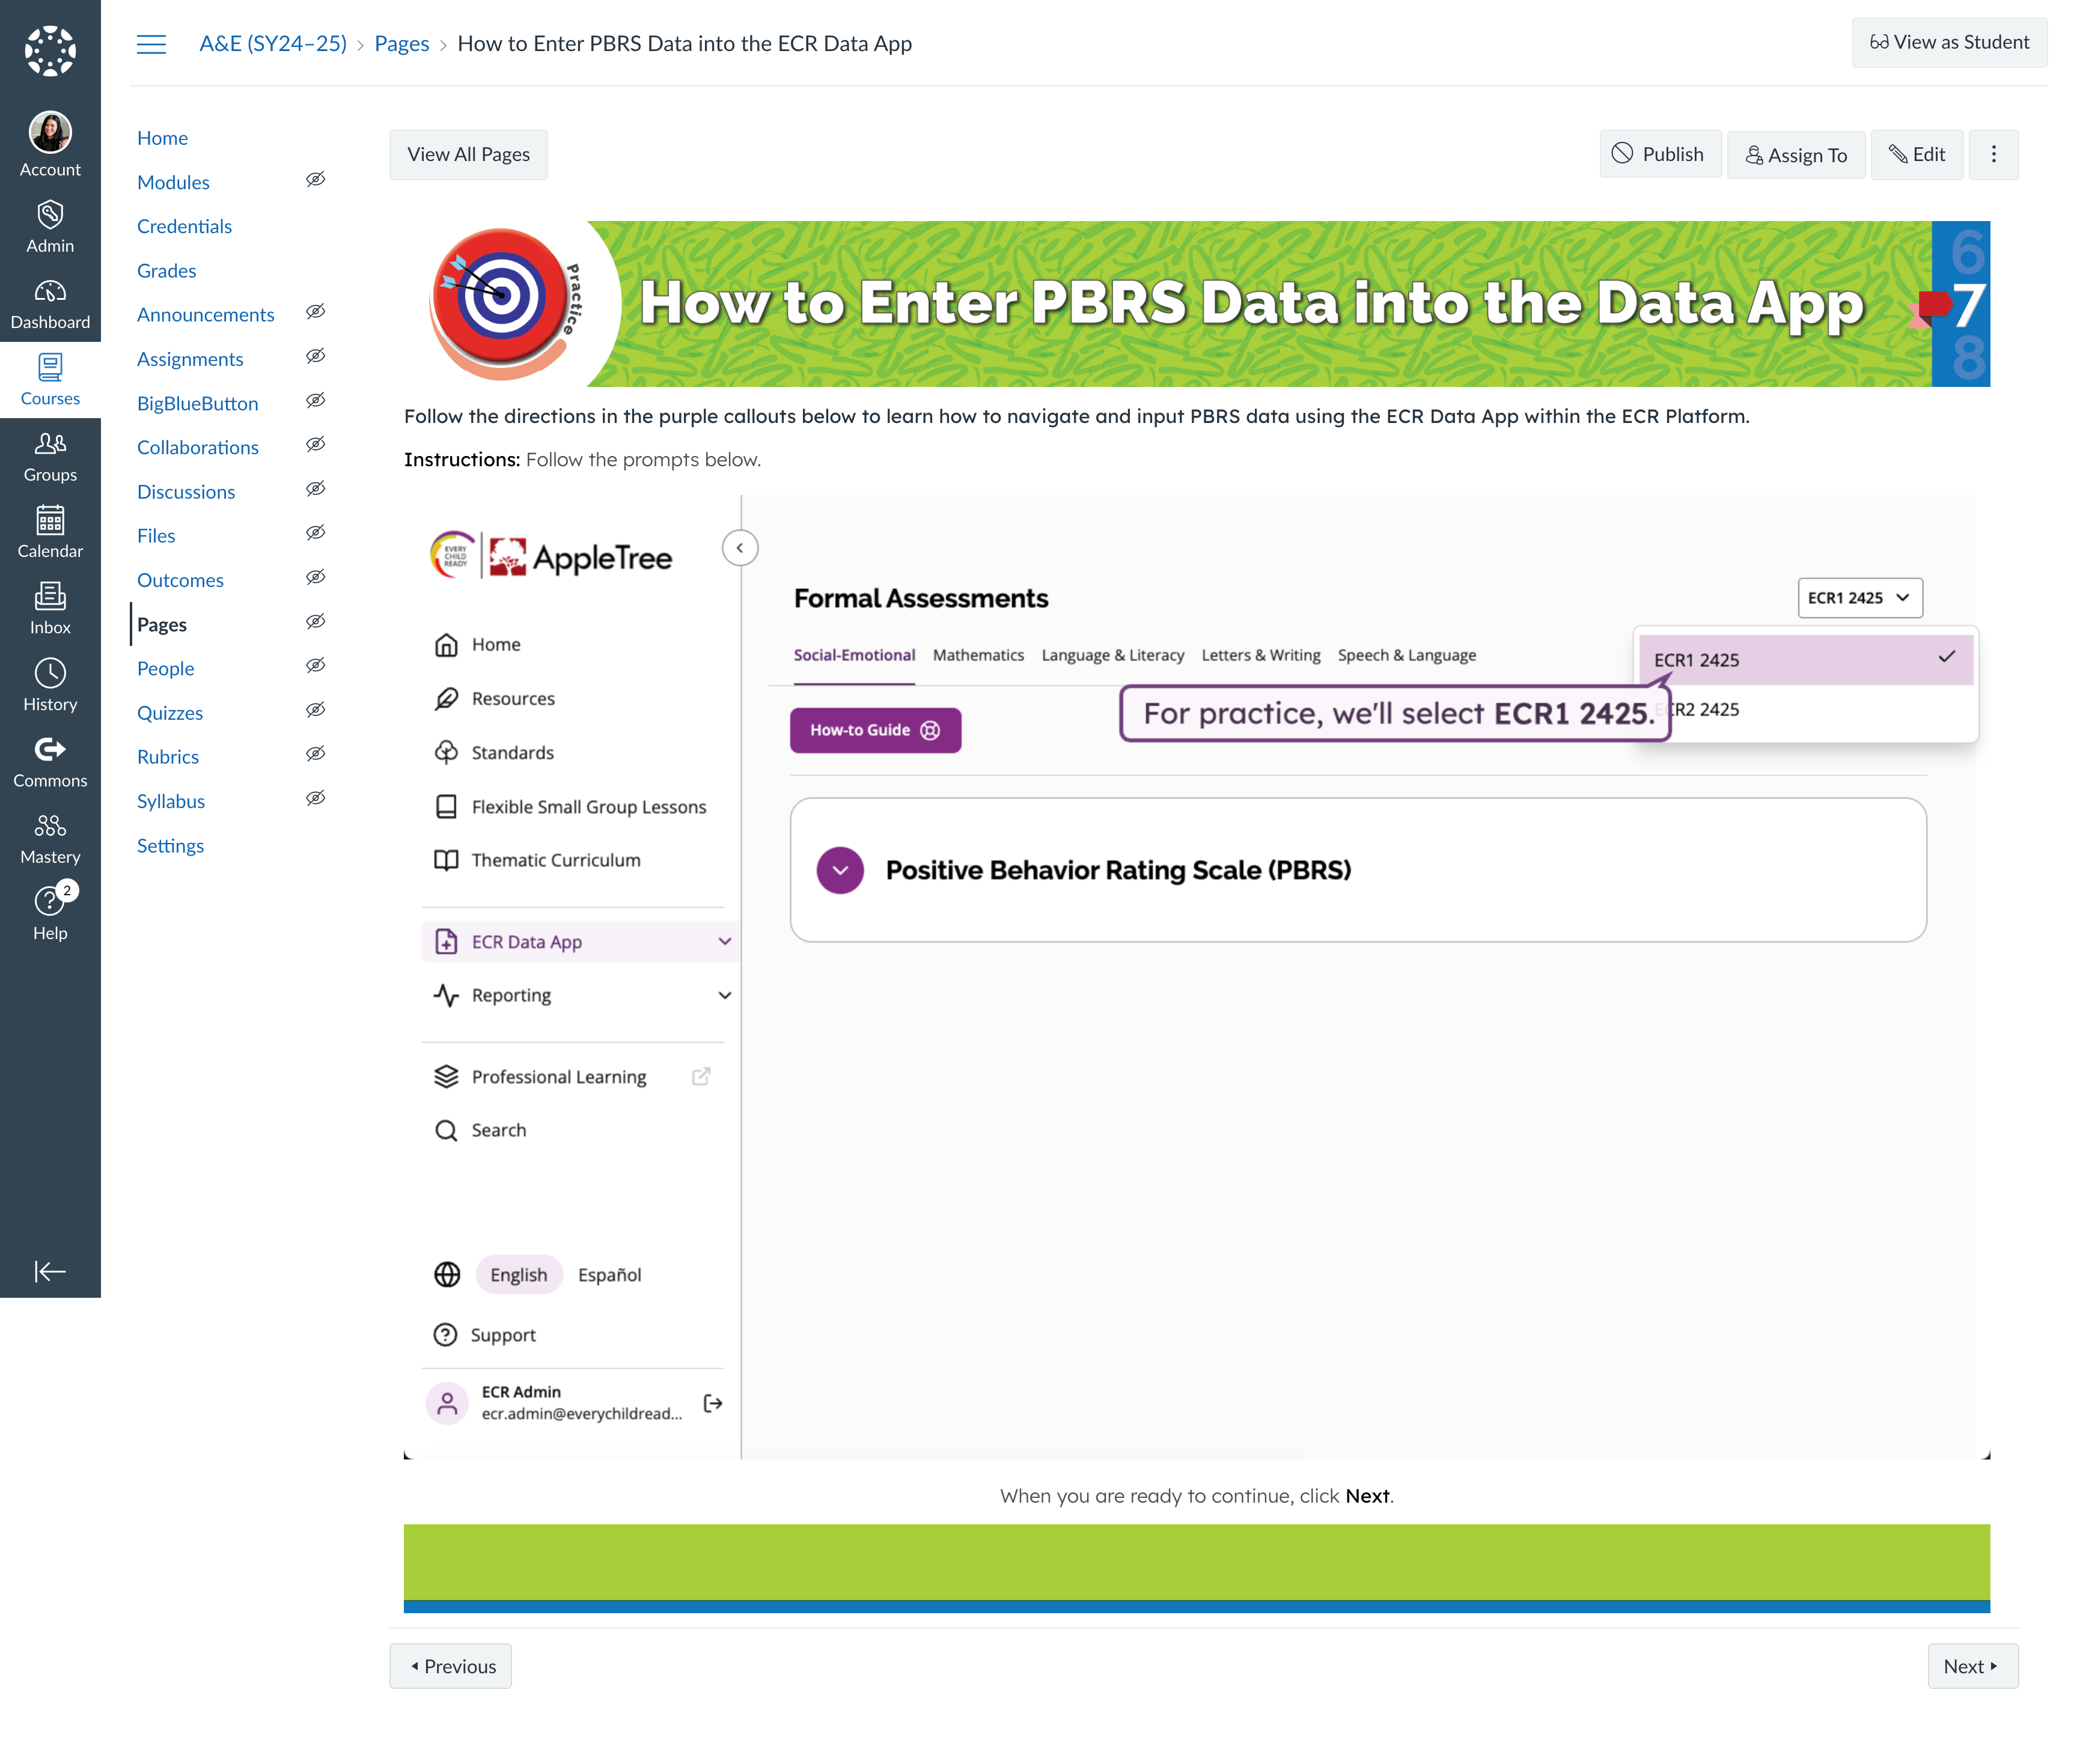 A&E (SY24–25) › Pages › How to Enter PBRS Data into the ECR Data App
View as Student
Account
Admin
Dashboard
Courses
Groups
Calendar
Inbox
History
Commons
Mastery
2
Help
Home
Modules
Credentials
Grades
Announcements
Assignments
BigBlueButton
Collaborations
Discussions
Files
Outcomes
Pages
People
Quizzes
Rubrics
Syllabus
Settings
View All Pages
Publish
Assign To
Edit
Practice
How to Enter PBRS Data into the Data App
6
7
8
Follow the directions in the purple callouts below to learn how to navigate and input PBRS data using the ECR Data App within the ECR Platform.
Instructions: Follow the prompts below.
EVERY
CHILD
READY
AppleTree
Home
Resources
Standards
Flexible Small Group Lessons
Thematic Curriculum
ECR Data App
Reporting
Professional Learning
Search
English Español
Support
ECR Admin
ecr.admin@everychildread...
Formal Assessments
ECR1 2425
Social-Emotional Mathematics Language & Literacy Letters & Writing Speech & Language
ECR1 2425
ECR2 2425
For practice, we'll select ECR1 2425.
How-to Guide
Positive Behavior Rating Scale (PBRS)
When you are ready to continue, click Next.
Previous
Next